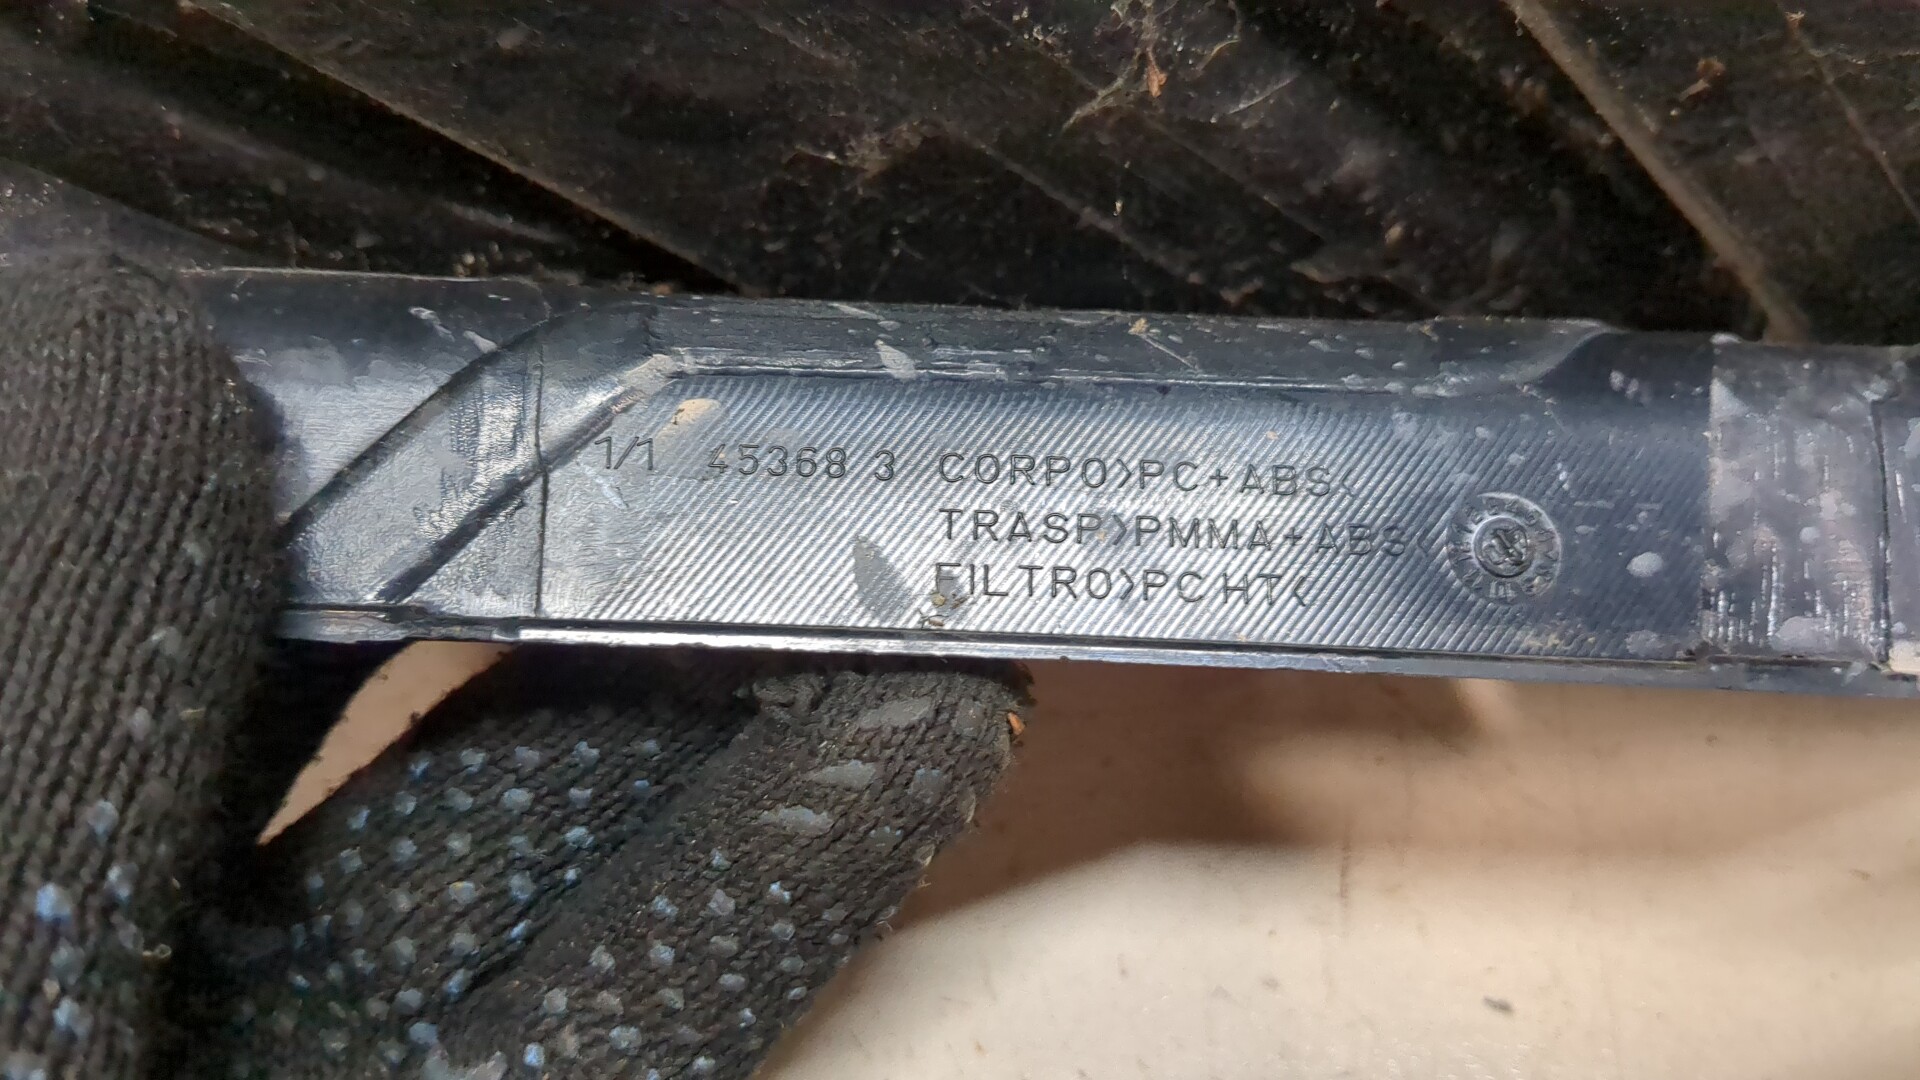 1/1 45368 3 CORPO>PC+ABS<
TRASP>PMMA+ABS<
FILTRO>PC HT<